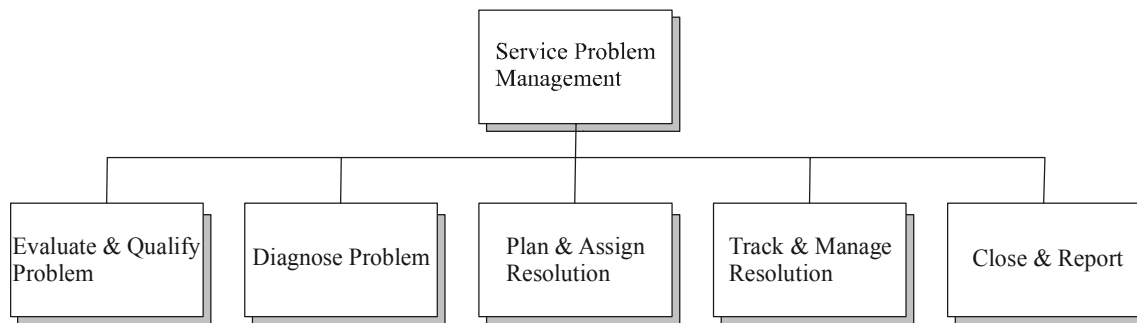 Service Problem
Management
Evaluate & Qualify
Problem
Diagnose Problem
Plan & Assign
Resolution
Track & Manage
Resolution
Close & Report